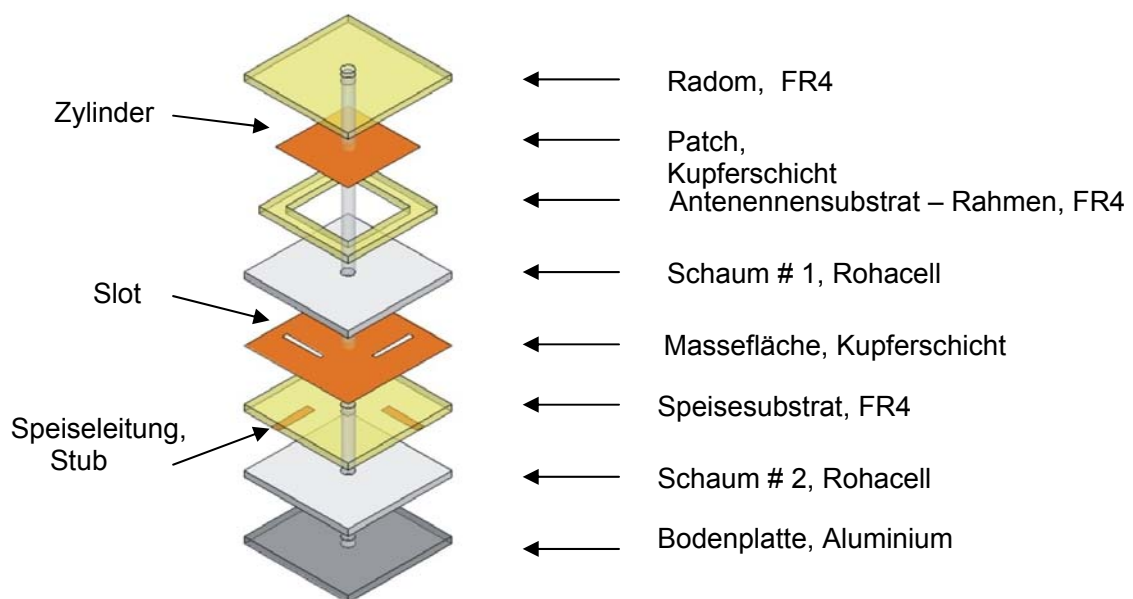 Radom, FR4
Zylinder
Patch,
Kupferschicht
Antenennensubstrat – Rahmen, FR4
Schaum # 1, Rohacell
Slot
Massefläche, Kupferschicht
Speisesubstrat, FR4
Speiseleitung,
Stub
Schaum # 2, Rohacell
Bodenplatte, Aluminium